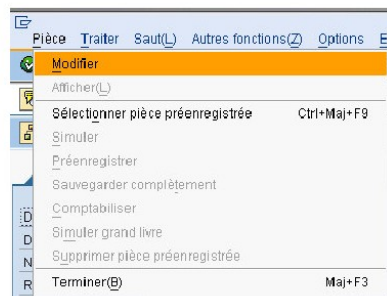 Pièce Traiter Saut(L) Autres fonctions(Z) Options E
Modifier
Afficher(L)
Sélectionner pièce préenregistrée Ctrl+Maj+F9
Simuler
Préenregistrer
Sauvegarder complètement
Comptabiliser
Simuler grand livre
Supprimer pièce préenregistrée
Terminer(B) Maj+F3
D
D
N
R